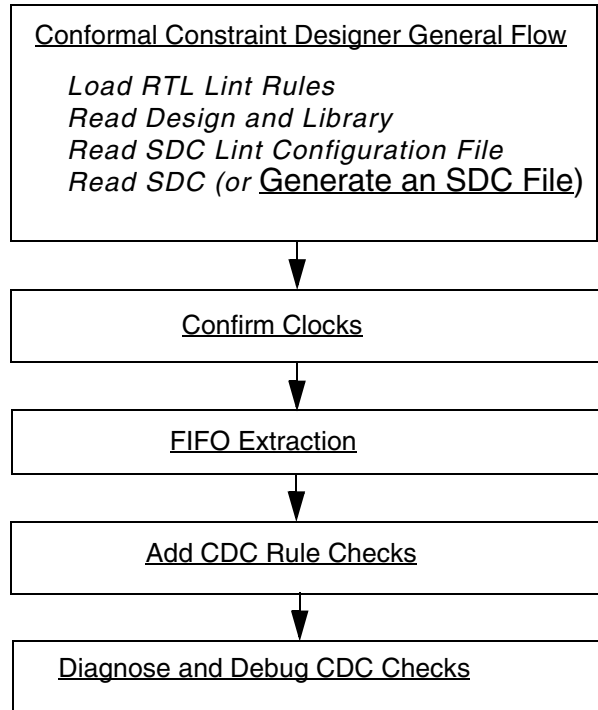 Conformal Constraint Designer General Flow
Load RTL Lint Rules
Read Design and Library
Read SDC Lint Configuration File
Read SDC (or Generate an SDC File)
Confirm Clocks
FIFO Extraction
Add CDC Rule Checks
Diagnose and Debug CDC Checks